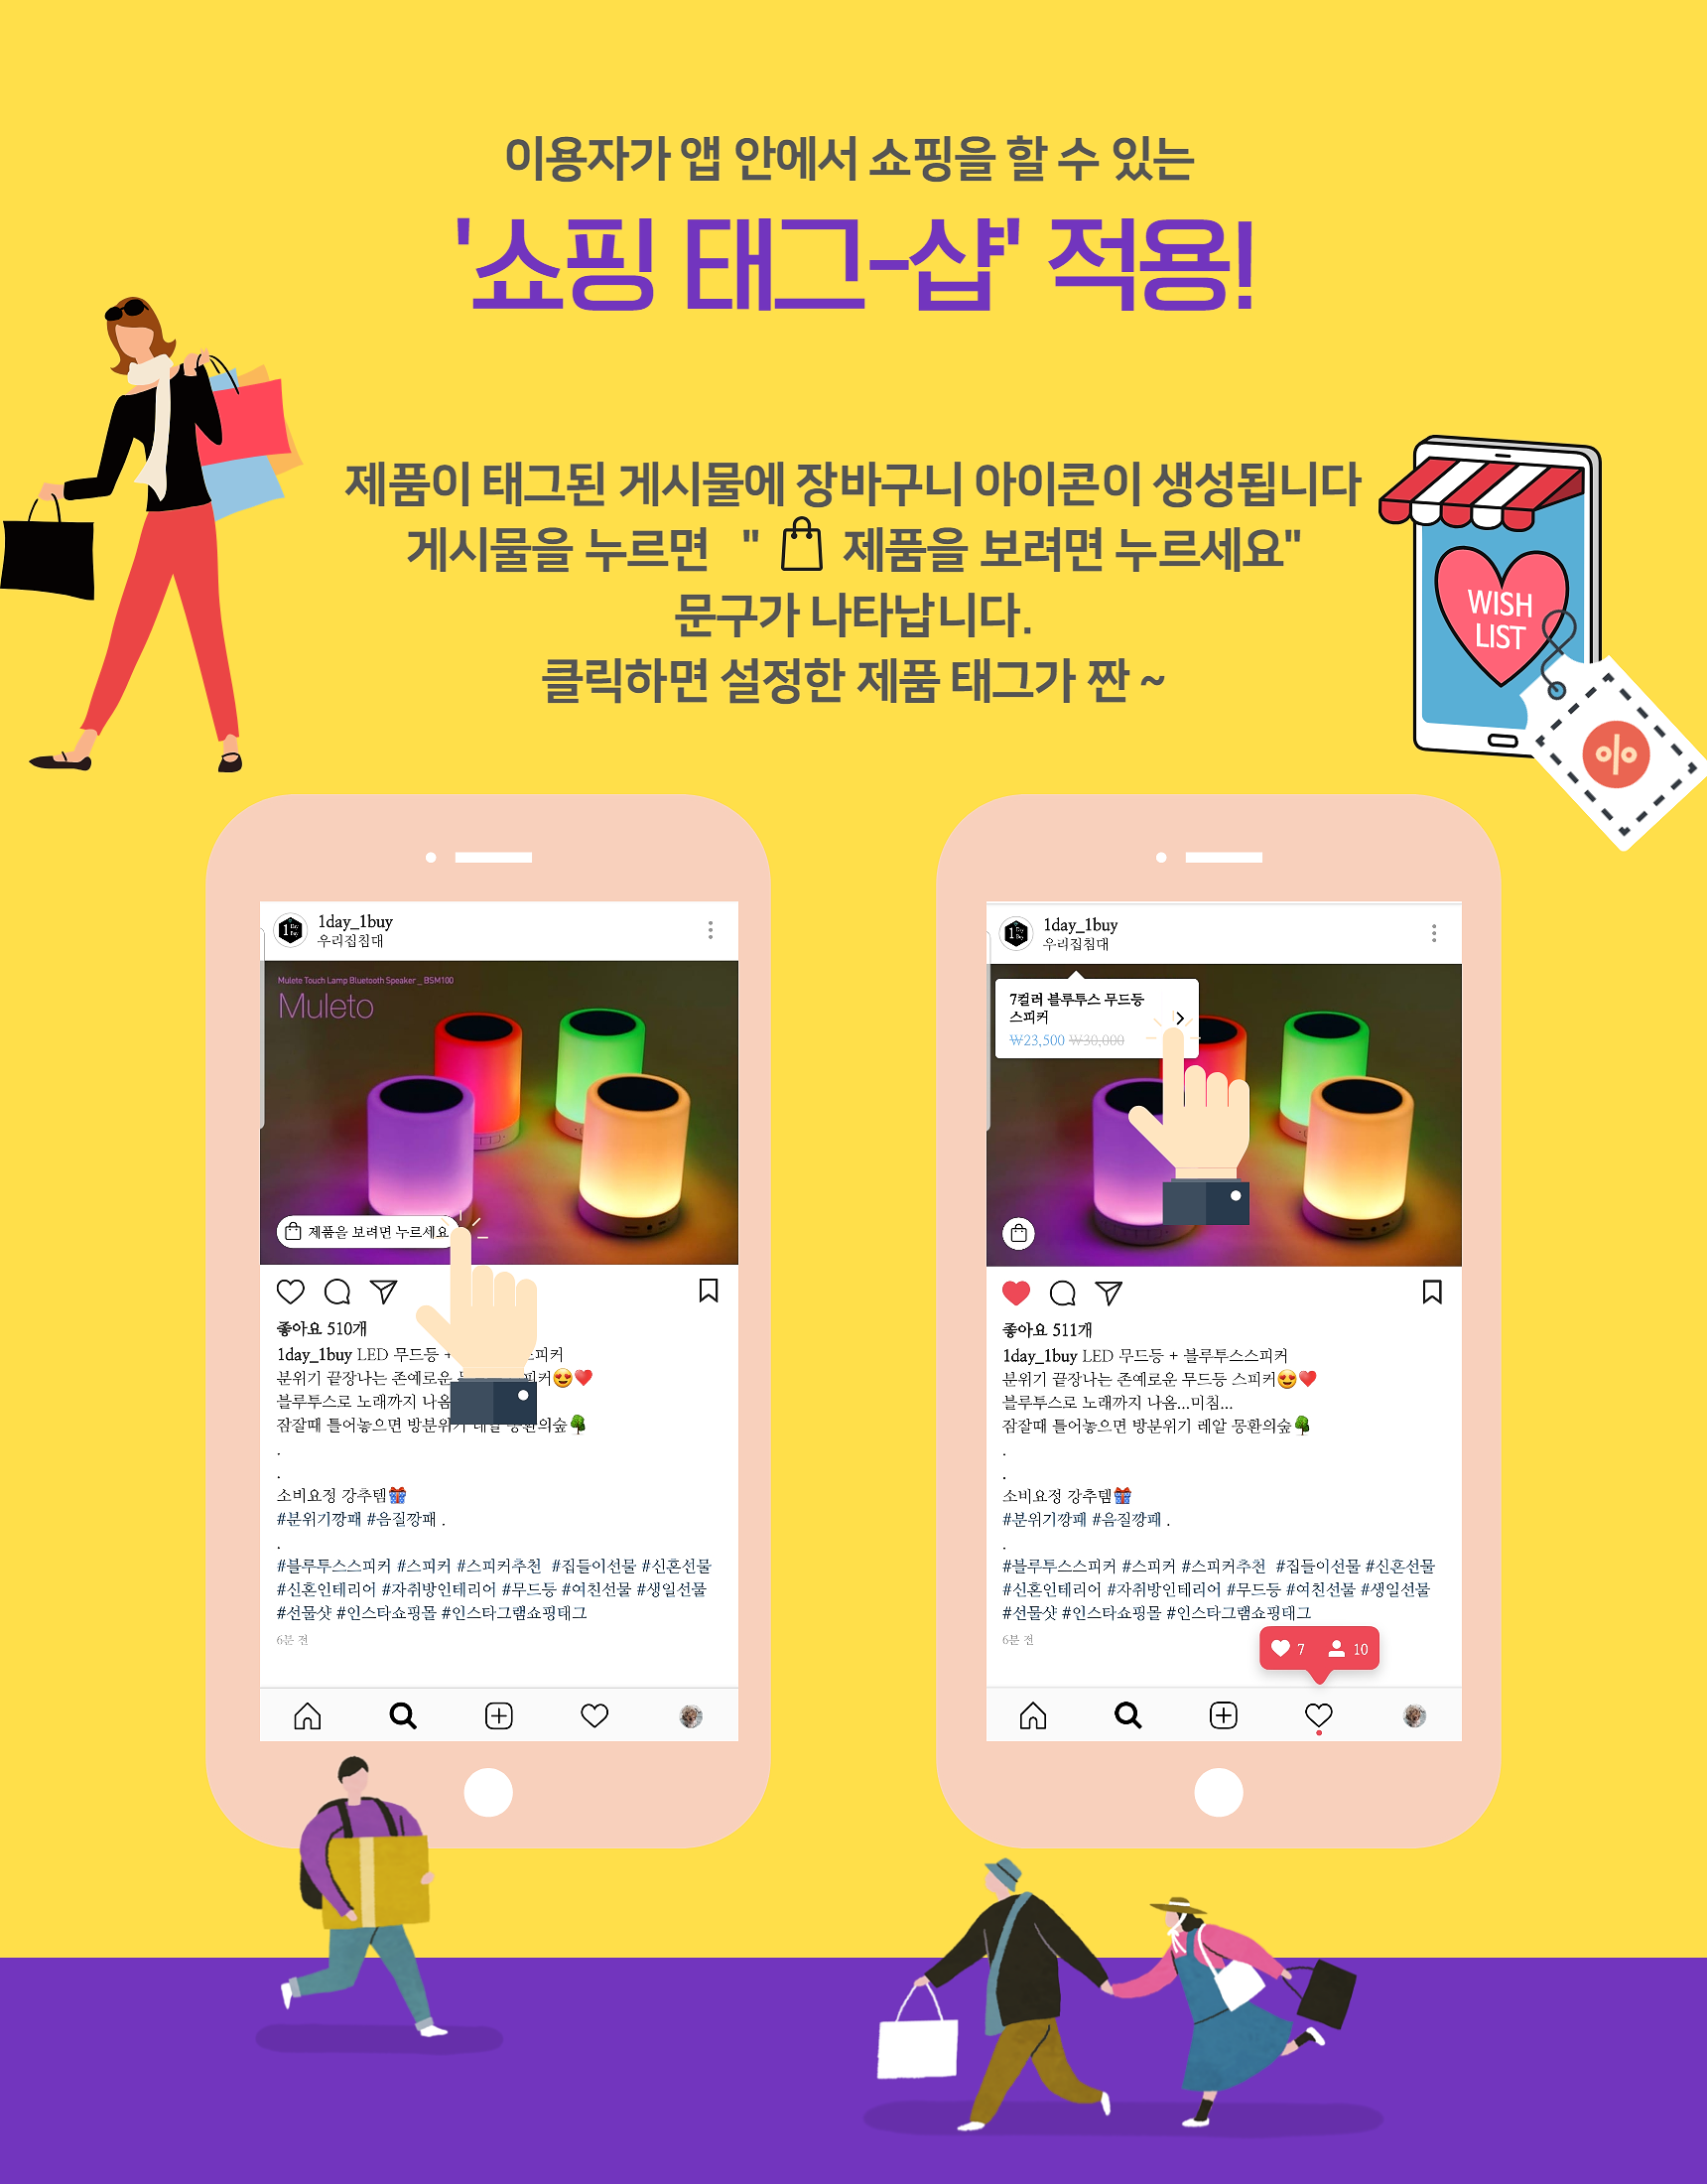 이용자가 앱 안에서 쇼핑을 할 수 있는
'쇼핑 태그-샵' 적용!
제품이 태그된 게시물에 장바구니 아이콘이 생성됩니다
게시물을 누르면 " 제품을 보려면 누르세요"
문구가 나타납니다.
클릭하면 설정한 제품 태그가 짠 ~
WISH
LIST
%
1day_1buy
우리집침대
Mulete Touch Lamp Bluetooth Speaker _ BSM100
Muleto
제품을 보려면 누르세요
좋아요 510개
1day_1buy LED 무드등 + 스피커
분위기 끝장나는 존예로운 스피커😍❤️
블루투스로 노래까지 나옴
잠잘때 틀어놓으면 방분위기 레알 몽환의숲🌳
.
.
소비요정 강추템🎁
#분위기깡패 #음질깡패 .
.
#블루투스스피커 #스피커 #스피커추천 #집들이선물 #신혼선물
#신혼인테리어 #자취방인테리어 #무드등 #여친선물 #생일선물
#선물샷 #인스타쇼핑몰 #인스타그램쇼핑태그
6분 전
1day_1buy
우리집침대
7컬러 블루투스 무드등
스피커
₩23,500 ₩30,000
좋아요 511개
1day_1buy LED 무드등 + 블루투스스피커
분위기 끝장나는 존예로운 무드등 스피커😍❤️
블루투스로 노래까지 나옴...미침...
잠잘때 틀어놓으면 방분위기 레알 몽환의숲🌳
.
.
소비요정 강추템🎁
#분위기깡패 #음질깡패 .
.
#블루투스스피커 #스피커 #스피커추천 #집들이선물 #신혼선물
#신혼인테리어 #자취방인테리어 #무드등 #여친선물 #생일선물
#선물샷 #인스타쇼핑몰 #인스타그램쇼핑태그
6분 전
7 10